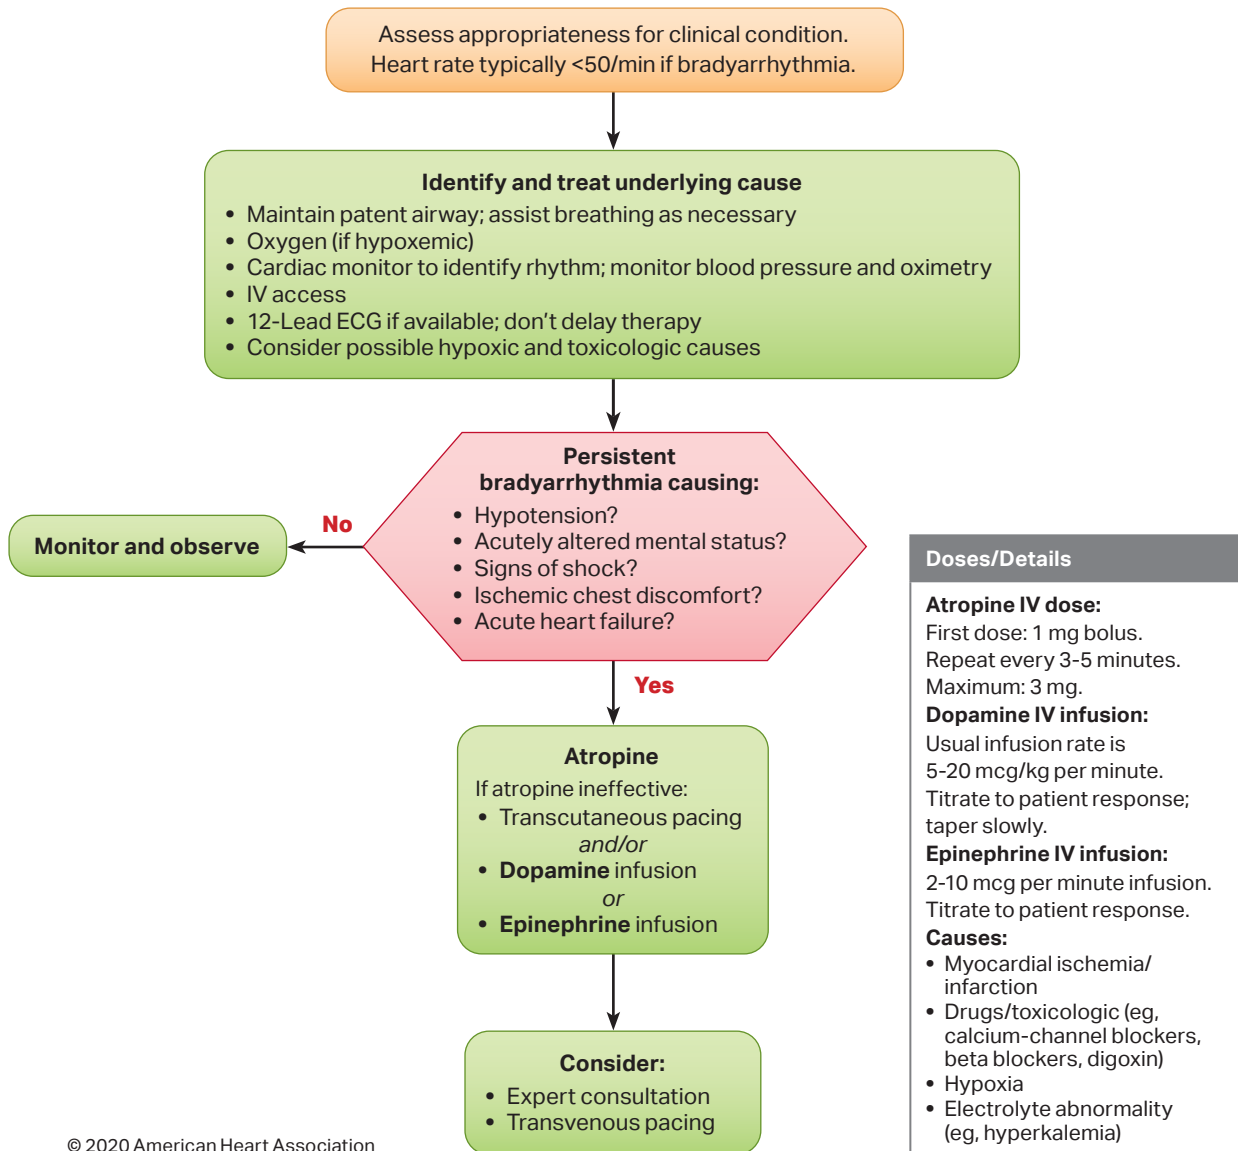 Assess appropriateness for clinical condition.
Heart rate typically <50/min if bradyarrhythmia.
Identify and treat underlying cause
• Maintain patent airway; assist breathing as necessary
• Oxygen (if hypoxemic)
• Cardiac monitor to identify rhythm; monitor blood pressure and oximetry
• IV access
• 12-Lead ECG if available; don't delay therapy
• Consider possible hypoxic and toxicologic causes
Persistent
bradyarrhythmia causing:
• Hypotension?
• Acutely altered mental status?
• Signs of shock?
• Ischemic chest discomfort?
• Acute heart failure?
No
Monitor and observe
Yes
Atropine
If atropine ineffective:
• Transcutaneous pacing
and/or
• Dopamine infusion
or
• Epinephrine infusion
Consider:
• Expert consultation
• Transvenous pacing
Doses/Details
Atropine IV dose:
First dose: 1 mg bolus.
Repeat every 3-5 minutes.
Maximum: 3 mg.
Dopamine IV infusion:
Usual infusion rate is
5-20 mcg/kg per minute.
Titrate to patient response;
taper slowly.
Epinephrine IV infusion:
2-10 mcg per minute infusion.
Titrate to patient response.
Causes:
• Myocardial ischemia/
infarction
• Drugs/toxicologic (eg,
calcium-channel blockers,
beta blockers, digoxin)
• Hypoxia
• Electrolyte abnormality
(eg, hyperkalemia)
© 2020 American Heart Association